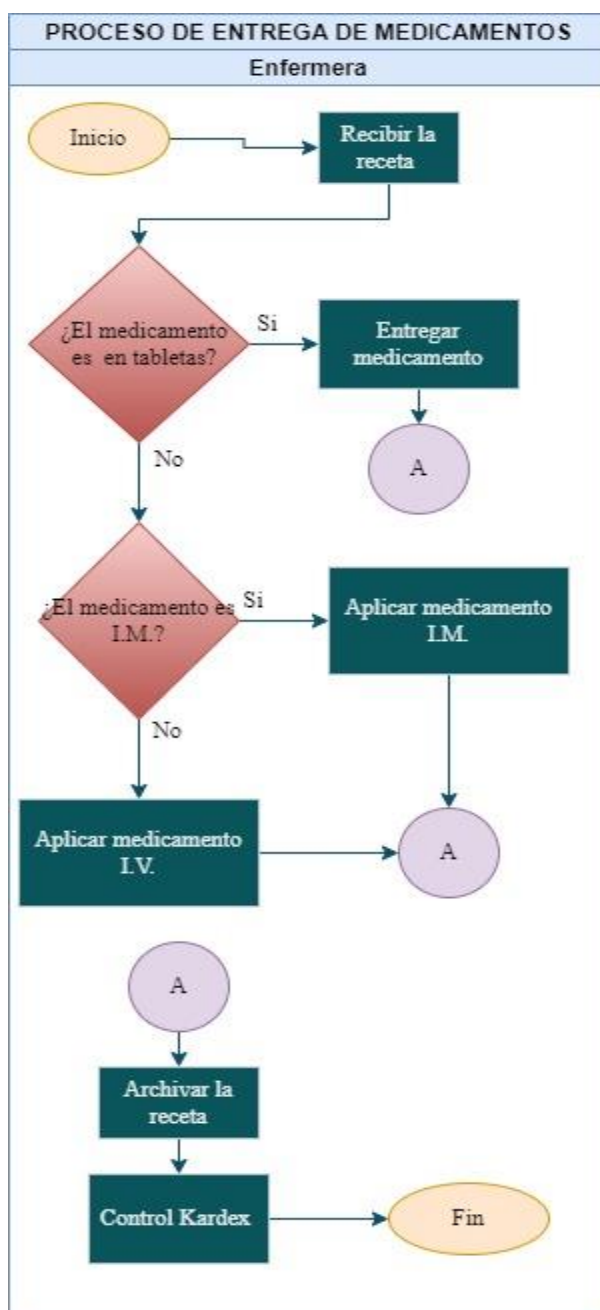 PROCESO DE ENTREGA DE MEDICAMENTOS
Enfermera
Inicio
Recibir la
receta
¿El medicamento
es en tabletas?
Si
Entregar
medicamento
A
No
¿El medicamento es
I.M.?
Si
Aplicar medicamento
I.M.
No
Aplicar medicamento
I.V.
A
A
Archivar la
receta
Control Kardex
Fin